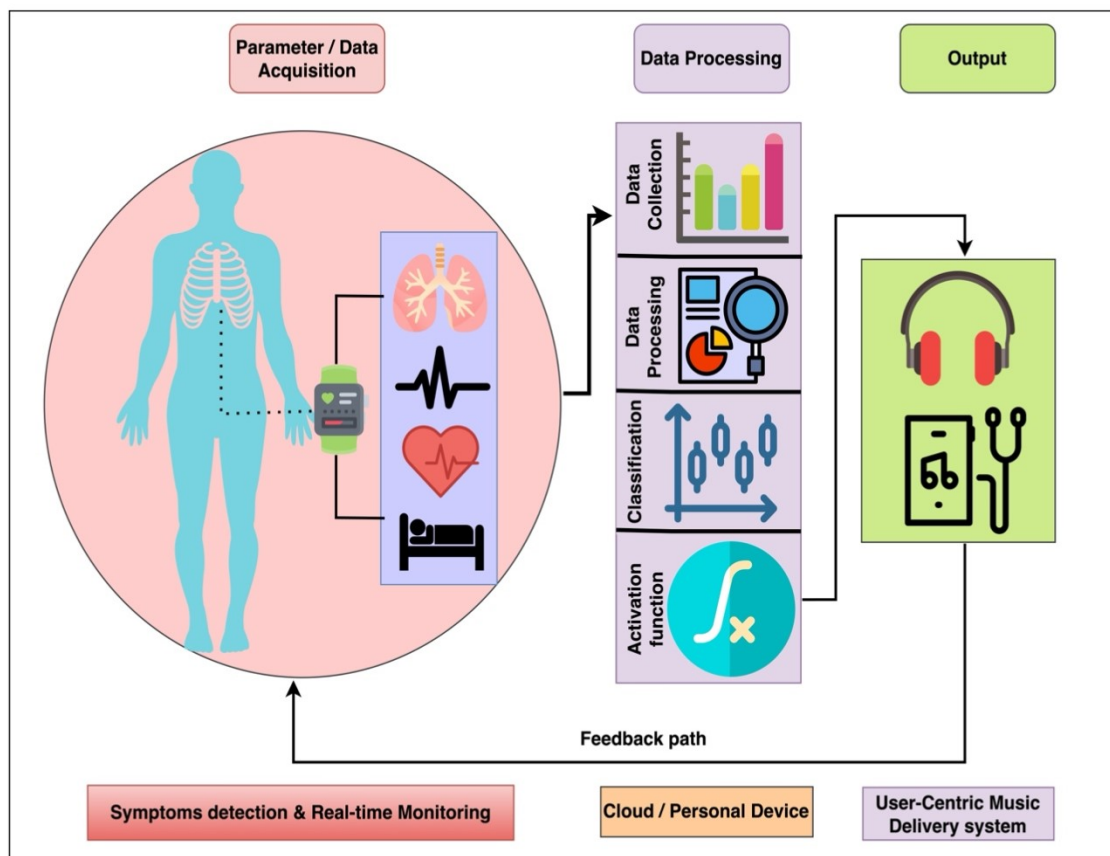 Parameter / Data
Acquisition
Data Processing
Output
Data
Collection
Data
Processing
Classification
Activation
function
Feedback path
Symptoms detection & Real-time Monitoring
Cloud / Personal Device
User-Centric Music
Delivery system